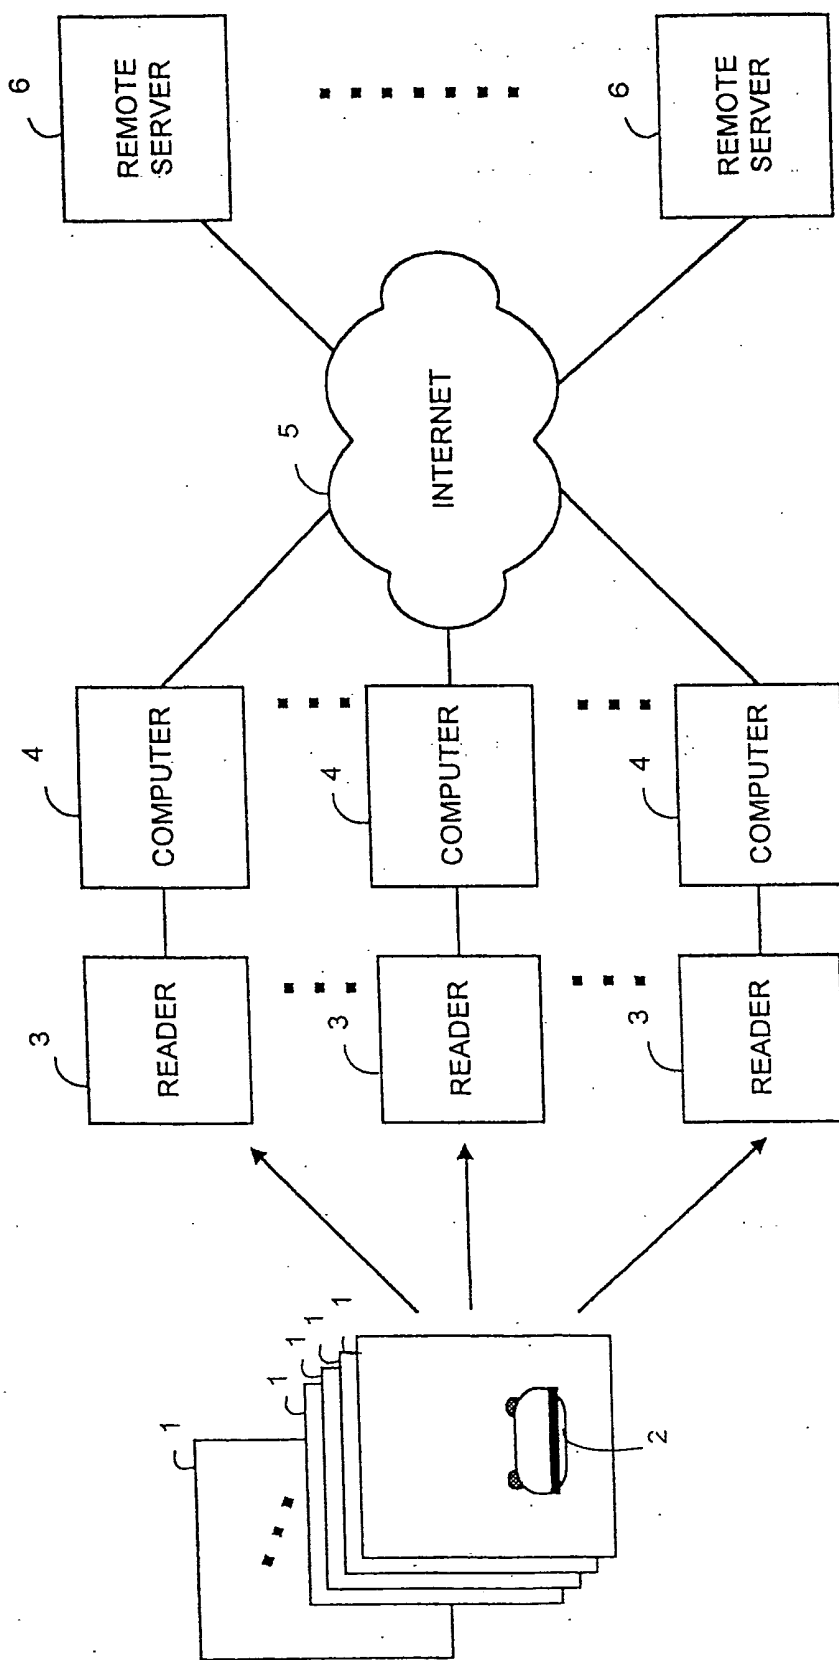 1
1
1
1
1
2
3
READER
3
READER
3
READER
4
COMPUTER
4
COMPUTER
4
COMPUTER
5
INTERNET
6
REMOTE
SERVER
6
REMOTE
SERVER